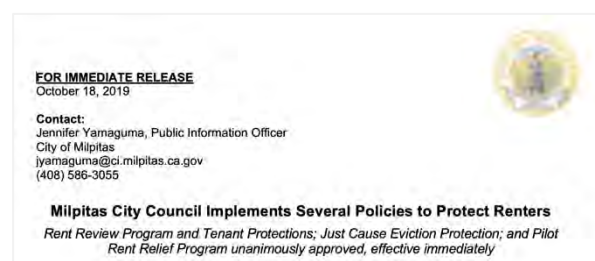 FOR IMMEDIATE RELEASE
October 18, 2019
Contact:
Jennifer Yamaguma, Public Information Officer
City of Milpitas
jyamaguma@ci.milpitas.ca.gov
(408) 586-3055
Milpitas City Council Implements Several Policies to Protect Renters
Rent Review Program and Tenant Protections; Just Cause Eviction Protection; and Pilot
Rent Relief Program unanimously approved, effective immediately